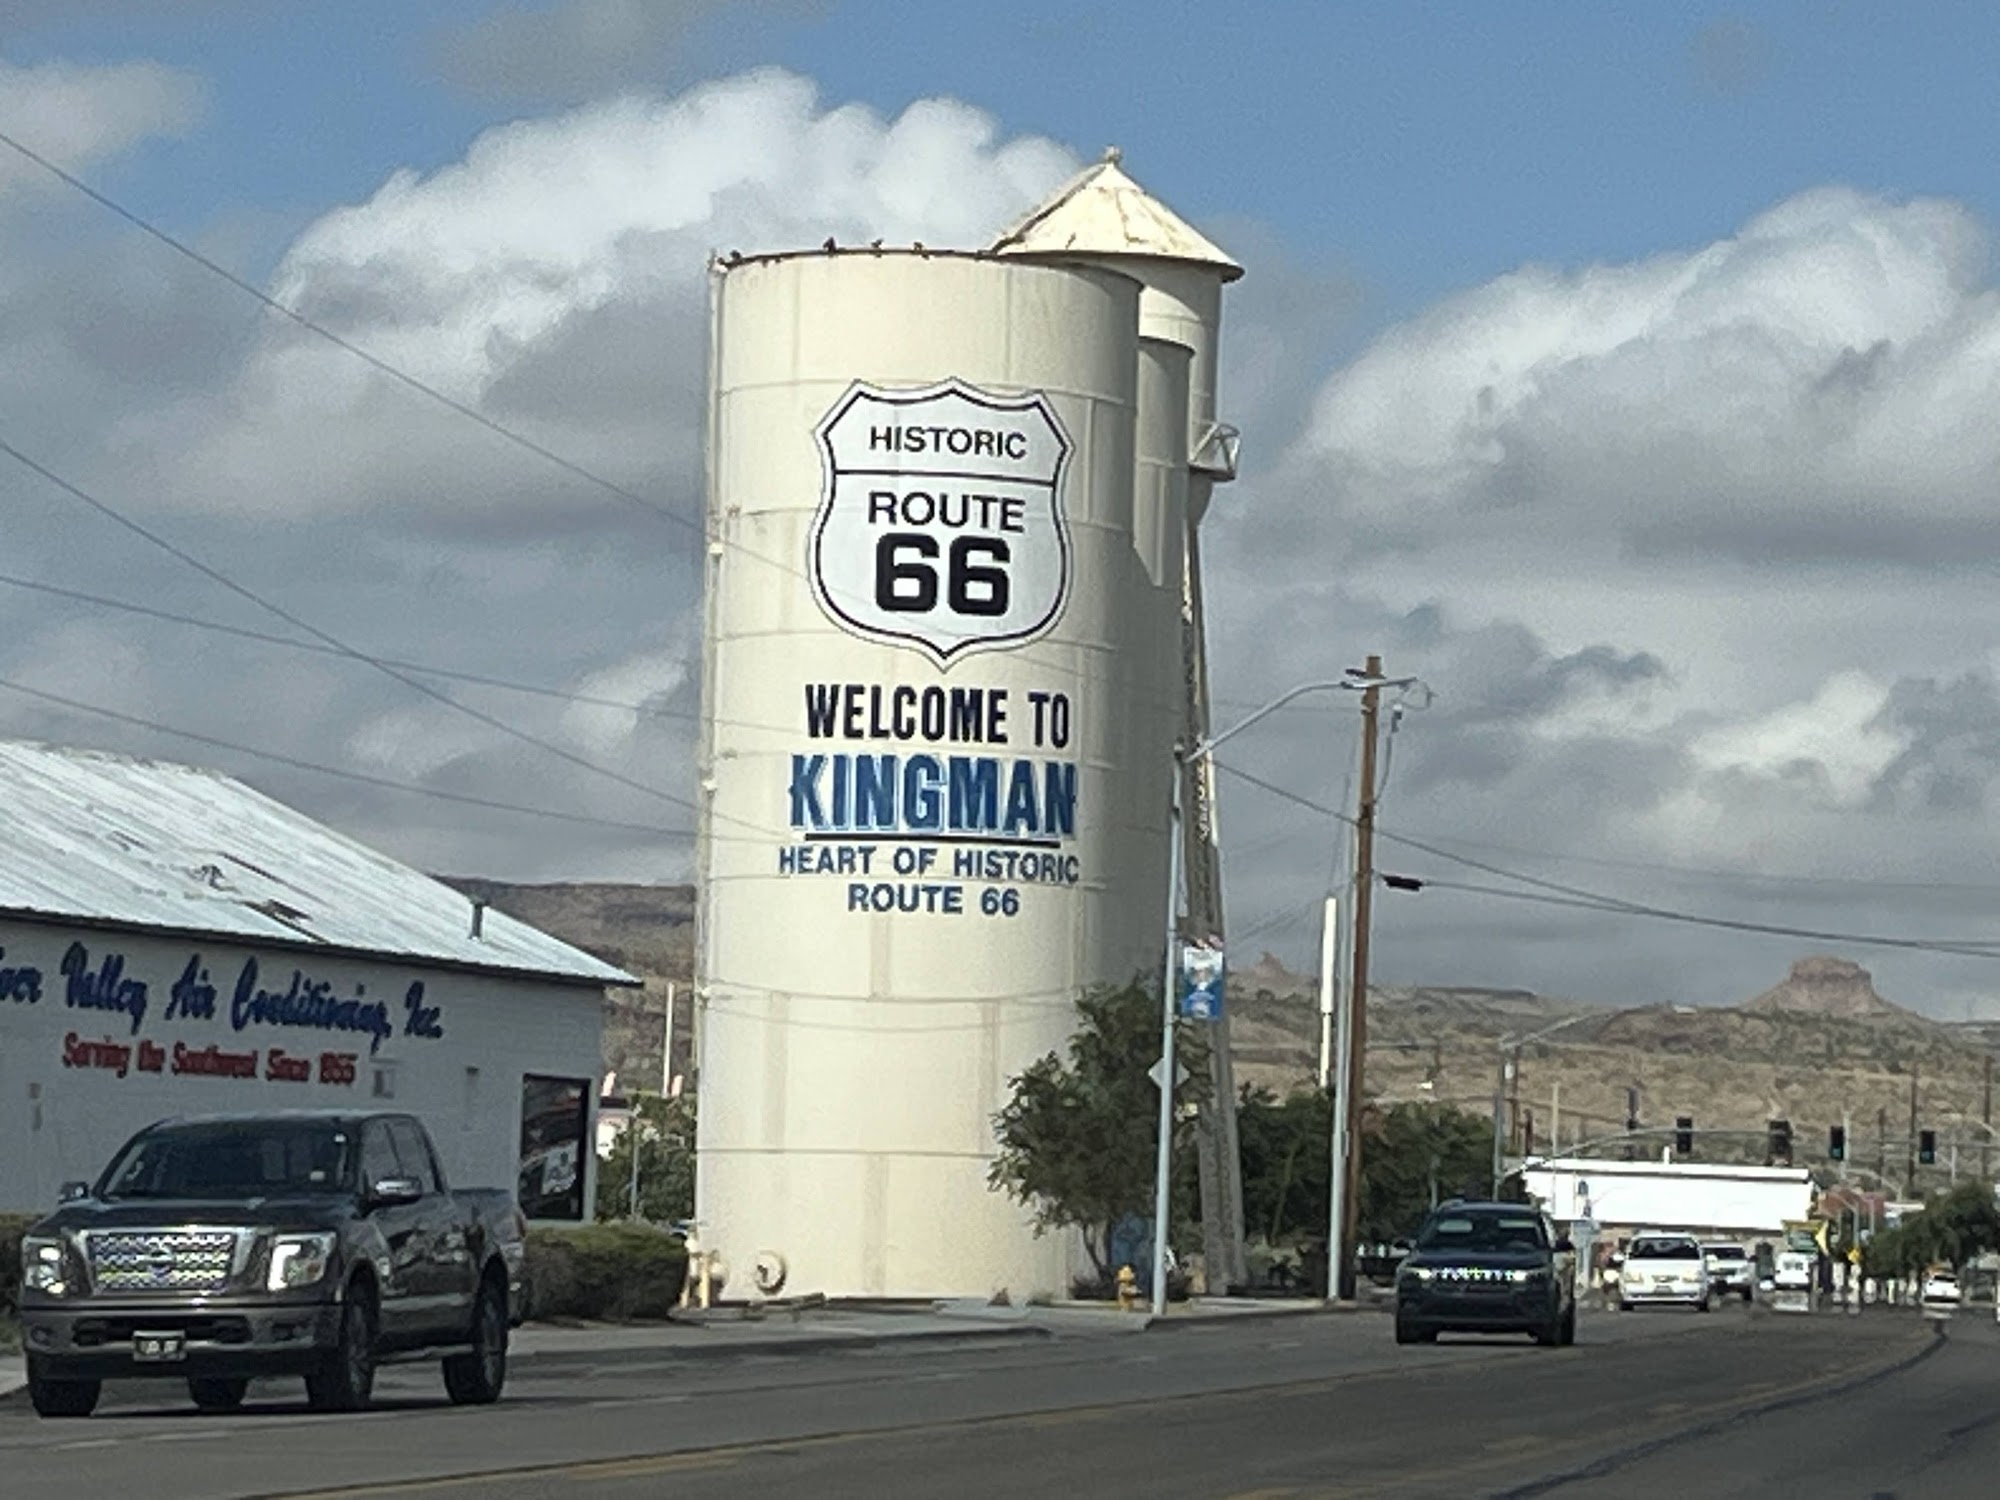 HISTORIC
ROUTE
66
WELCOME TO
KINGMAN
HEART OF HISTORIC
ROUTE 66
Valley Air Conditioning, Inc.
Serving the Southwest Since 1955